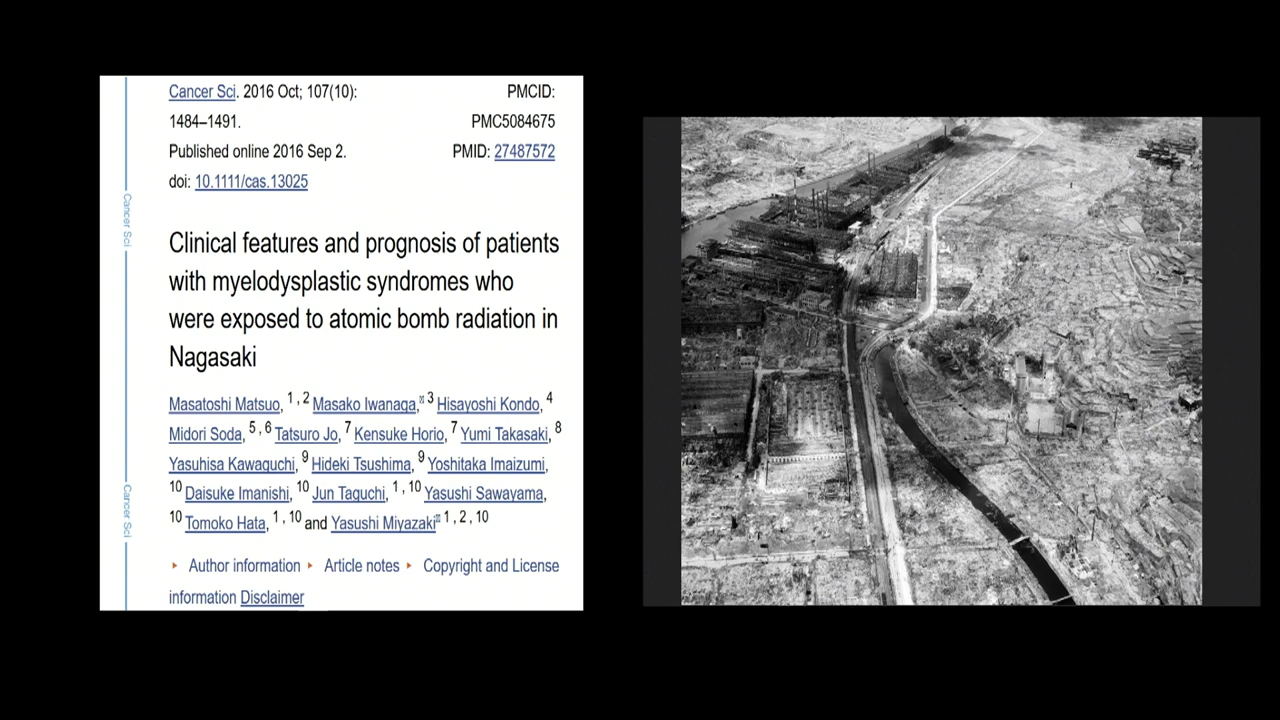 Cancer Sci. 2016 Oct; 107(10):
1484–1491.
Published online 2016 Sep 2.
doi: 10.1111/cas.13025
PMCID:
PMC5084675
PMID: 27487572
Cancer Sci
Cancer Sci
Clinical features and prognosis of patients
with myelodysplastic syndromes who
were exposed to atomic bomb radiation in
Nagasaki
Masatoshi Matsuo, 1 , 2 Masako Iwanaga, 3 Hisayoshi Kondo, 4
Midori Soda, 5 , 6 Tatsuro Jo, 7 Kensuke Horio, 7 Yumi Takasaki, 8
Yasuhisa Kawaguchi, 9 Hideki Tsushima, 9 Yoshitaka Imaizumi,
10 Daisuke Imanishi, 10 Jun Taguchi, 1 , 10 Yasushi Sawayama,
10 Tomoko Hata, 1 , 10 and Yasushi Miyazaki 1 , 2 , 10
▸ Author information ▸ Article notes ▸ Copyright and License
information Disclaimer